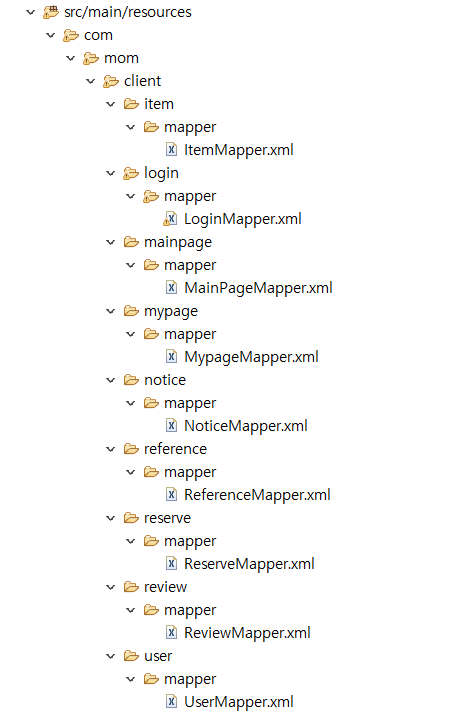 src/main/resources
com
mom
client
item
mapper
ItemMapper.xml
login
mapper
LoginMapper.xml
mainpage
mapper
MainPageMapper.xml
mypage
mapper
MypageMapper.xml
notice
mapper
NoticeMapper.xml
reference
mapper
ReferenceMapper.xml
reserve
mapper
ReserveMapper.xml
review
mapper
ReviewMapper.xml
user
mapper
UserMapper.xml